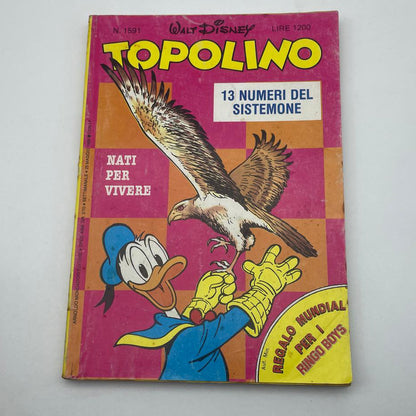 N. 1591
WALT DISNEY
LIRE 1200
TOPOLINO
13 NUMERI DEL
SISTEMONE
NATI
PER
VIVERE
REGALO MUNDIAL
PER I
RINGO BOYS